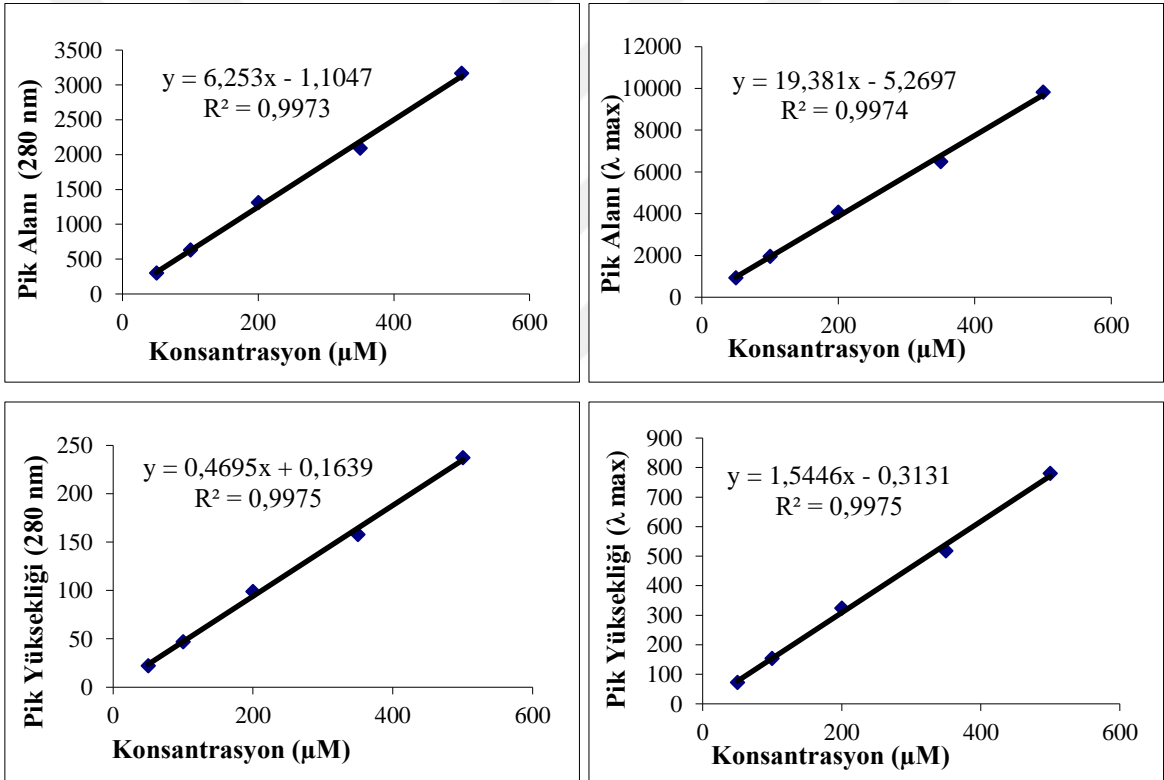 Pik Alanı (280 nm)
3500
3000
2500
2000
1500
1000
500
0
y = 6,253x - 1,1047
R² = 0,9973
0 200 400 600
Konsantrasyon (µM)
Pik Alanı (λ max)
12000
10000
8000
6000
4000
2000
0
y = 19,381x - 5,2697
R² = 0,9974
0 200 400 600
Konsantrasyon (µM)
Pik Yüksekliği (280 nm)
250
200
150
100
50
0
y = 0,4695x + 0,1639
R² = 0,9975
0 200 400 600
Konsantrasyon (µM)
Pik Yüksekliği (λ max)
900
800
700
600
500
400
300
200
100
0
y = 1,5446x - 0,3131
R² = 0,9975
0 200 400 600
Konsantrasyon (µM)